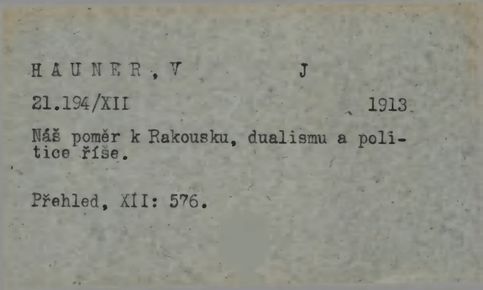 HAUNER, V J
21.194/XII 1913
Náš poměr k Rakousku, dualismu a poli-
tice říše.
Přehled, XII: 576.